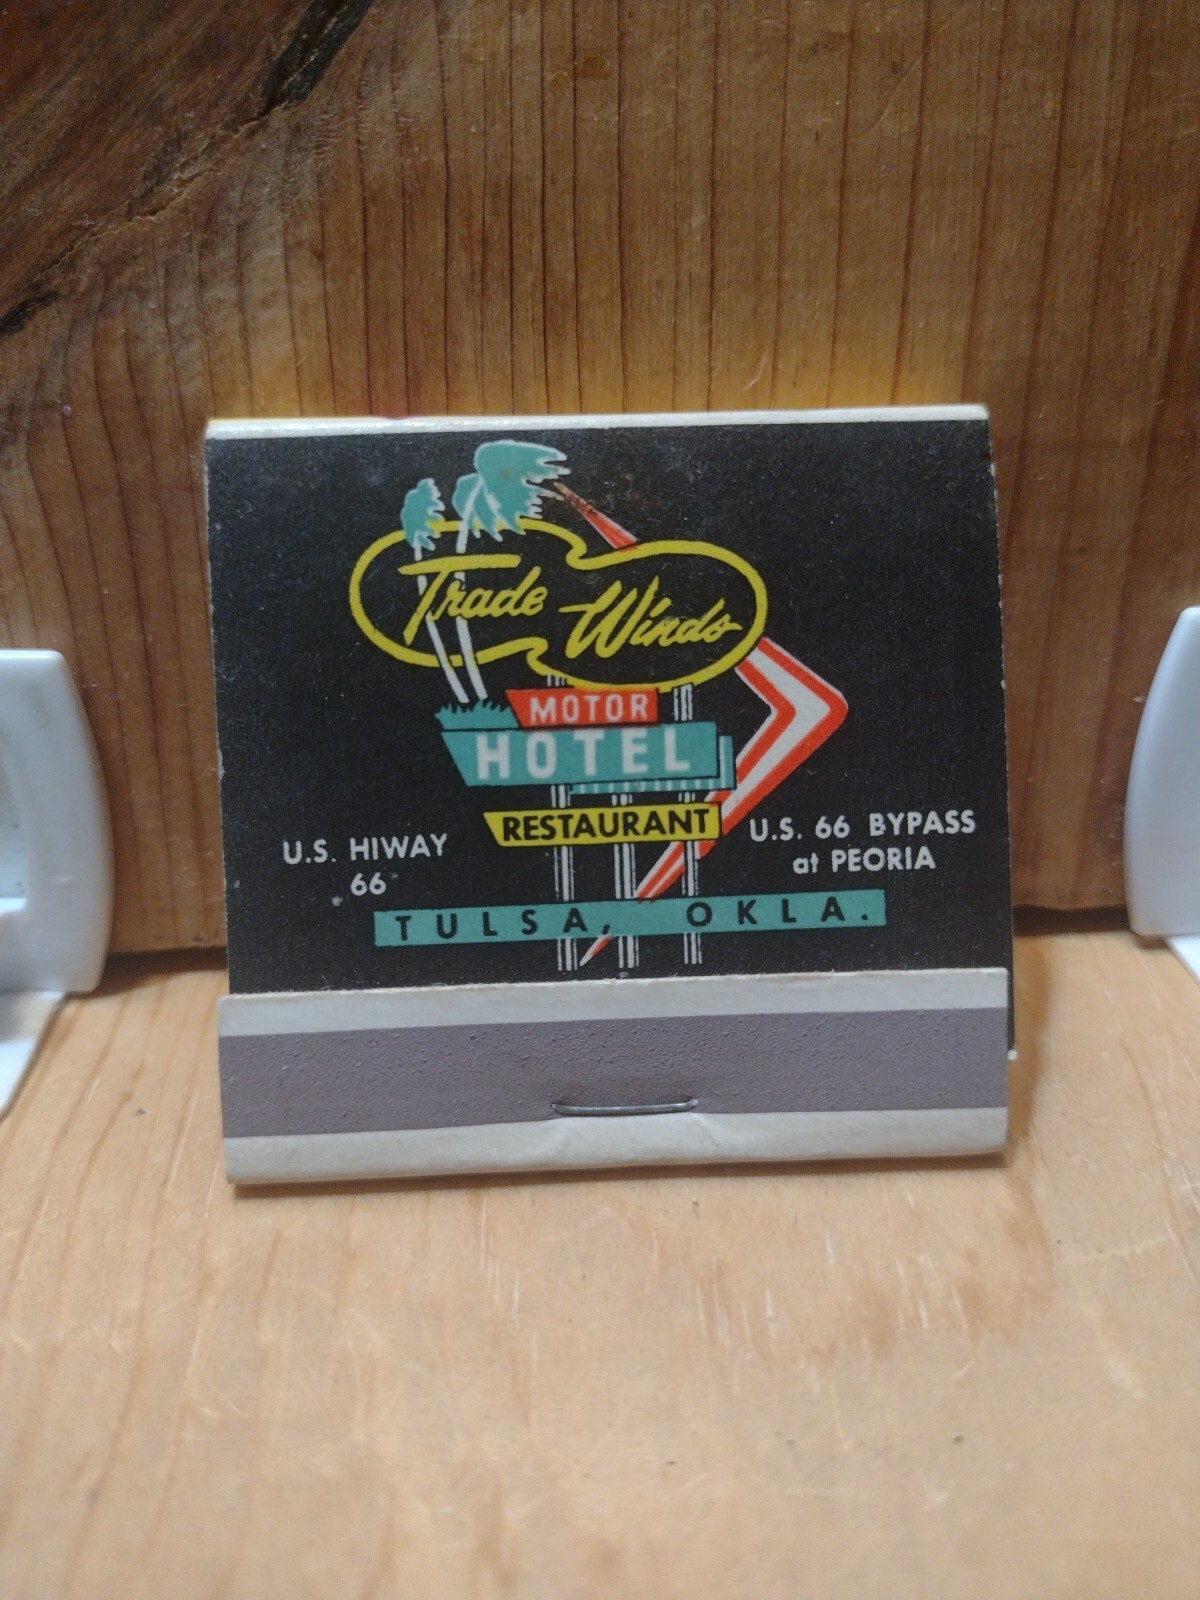 Trade Winds
MOTOR
HOTEL
RESTAURANT
U.S. HIWAY
66
U.S. 66 BYPASS
at PEORIA
TULSA, OKLA.